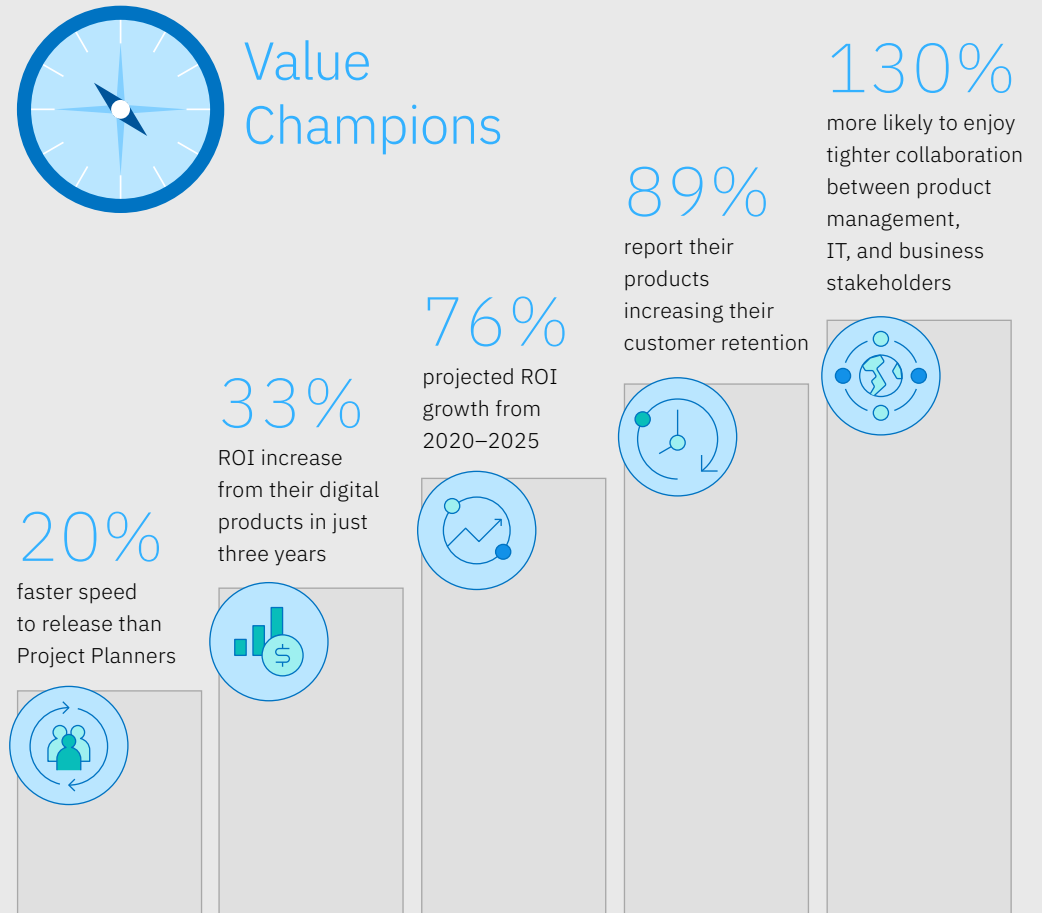 Value
Champions
20%
faster speed
to release than
Project Planners
33%
ROI increase
from their digital
products in just
three years
76%
projected ROI
growth from
2020–2025
89%
report their
products
increasing their
customer retention
130%
more likely to enjoy
tighter collaboration
between product
management,
IT, and business
stakeholders
$